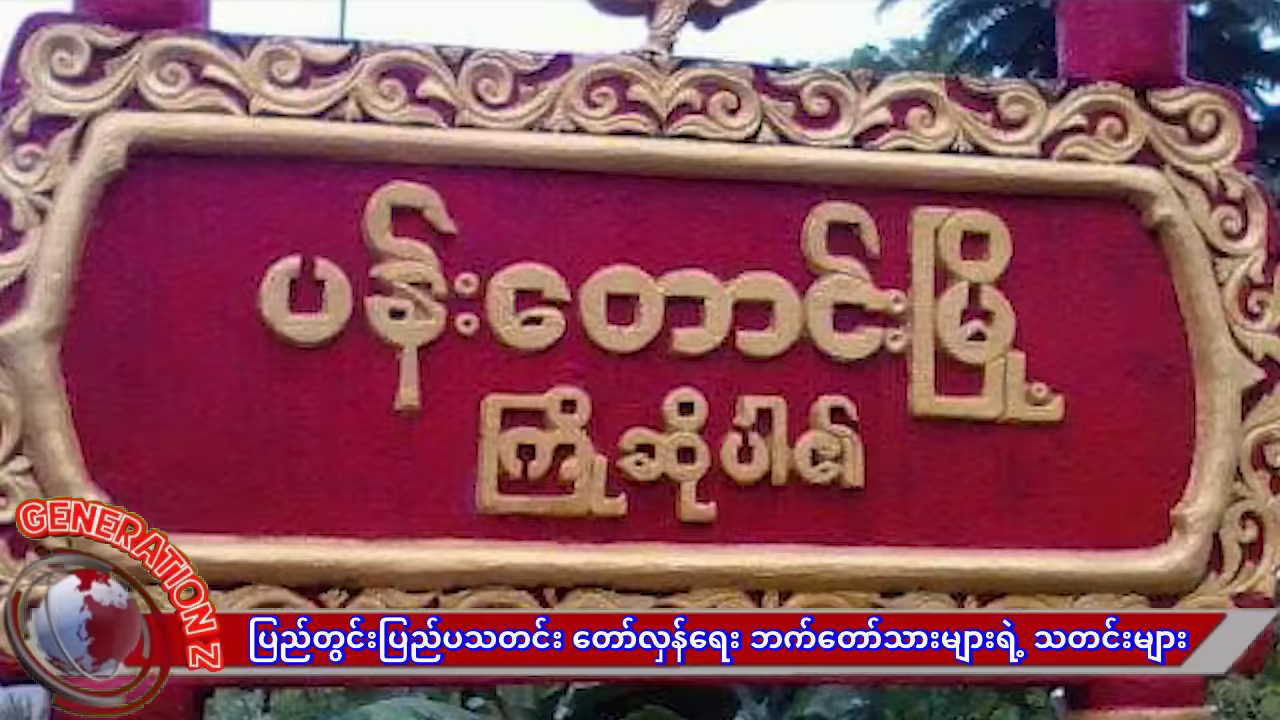 ပန်းတောင်းမြို့
ကြိုဆိုပါ၏
GENERATION Z
ပြည်တွင်းပြည်ပသတင်း တော်လှန်ရေး ဘက်တော်သားများရဲ့ သတင်းများ